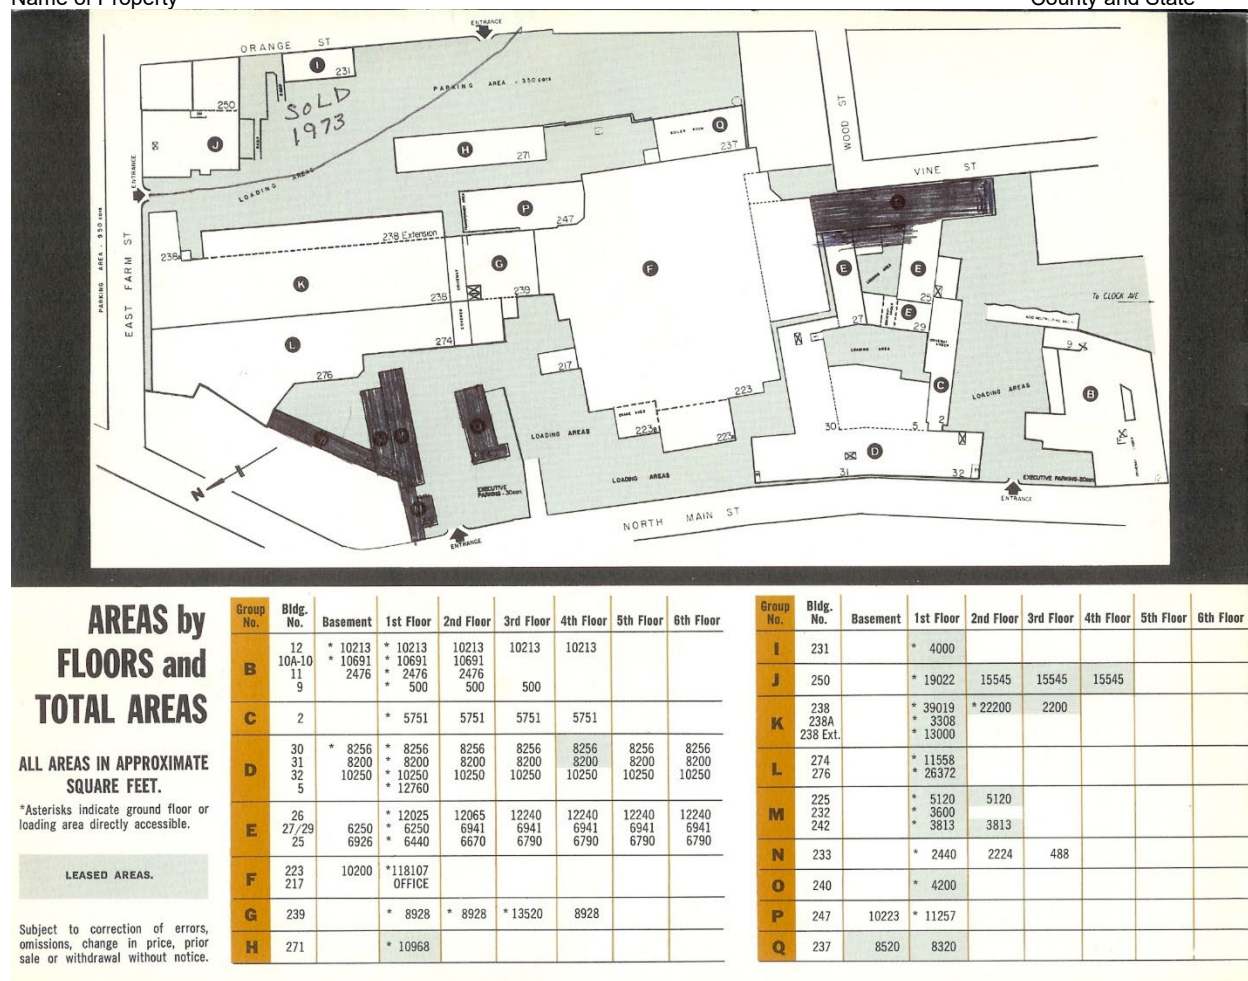 Name of Property
County and State
ENTRANCE
ORANGE ST
I
231
PARKING AREA - 350 cars
250
SOLD
1973
J
RAMP
WOOD ST
BOILER ROOM
Q
237
H
271
ENTRANCE
LOADING AREAS
VINE ST
P
247
PARKING AREA - 950 cars
EAST FARM ST
238 Extension
238A
G
F
E
E
K
238
239
DRIVEWAY
COVERED
25
To CLOCK AVE
E
27
29
L
274
LOADING AREA
9
276
217
C
B
LOADING AREAS
223
2
223B
223A
30
5
LOADING AREAS
D
N
EXECUTIVE PARKING - 30 cars
LOADING AREAS
31
32
EXECUTIVE PARKING - 20 cars
ENTRANCE
NORTH MAIN ST
ENTRANCE
AREAS by
FLOORS and
TOTAL AREAS
ALL AREAS IN APPROXIMATE
SQUARE FEET.
*Asterisks indicate ground floor or
loading area directly accessible.
LEASED AREAS.
Subject to correction of errors,
omissions, change in price, prior
sale or withdrawal without notice.
Group No. Bldg. No. Basement 1st Floor 2nd Floor 3rd Floor 4th Floor 5th Floor 6th Floor
B
12 * 10213 * 10213 10213 10213 10213
10A-10 * 10691 * 10691 10691
11 2476 * 2476 2476
9 * 500 500 500
C 2 * 5751 5751 5751 5751
D
30 * 8256 * 8256 8256 8256 8256 8256 8256
31 8200 * 8200 8200 8200 8200 8200 8200
32 10250 * 10250 10250 10250 10250 10250 10250
5 * 12760
E
26 * 12025 12065 12240 12240 12240 12240
27/29 6250 * 6250 6941 6941 6941 6941 6941
25 6926 * 6440 6670 6790 6790 6790 6790
F
223 10200 *118107
217 OFFICE
G 239 * 8928 * 8928 * 13520 8928
H 271 * 10968
Group No. Bldg. No. Basement 1st Floor 2nd Floor 3rd Floor 4th Floor 5th Floor 6th Floor
I 231 * 4000
J 250 * 19022 15545 15545 15545
K
238 * 39019 * 22200 2200
238A * 3308
238 Ext. * 13000
L
274 * 11558
276 * 26372
M
225 * 5120 5120
232 * 3600
242 * 3813 3813
N 233 * 2440 2224 488
O 240 * 4200
P 247 10223 * 11257
Q 237 8520 8320